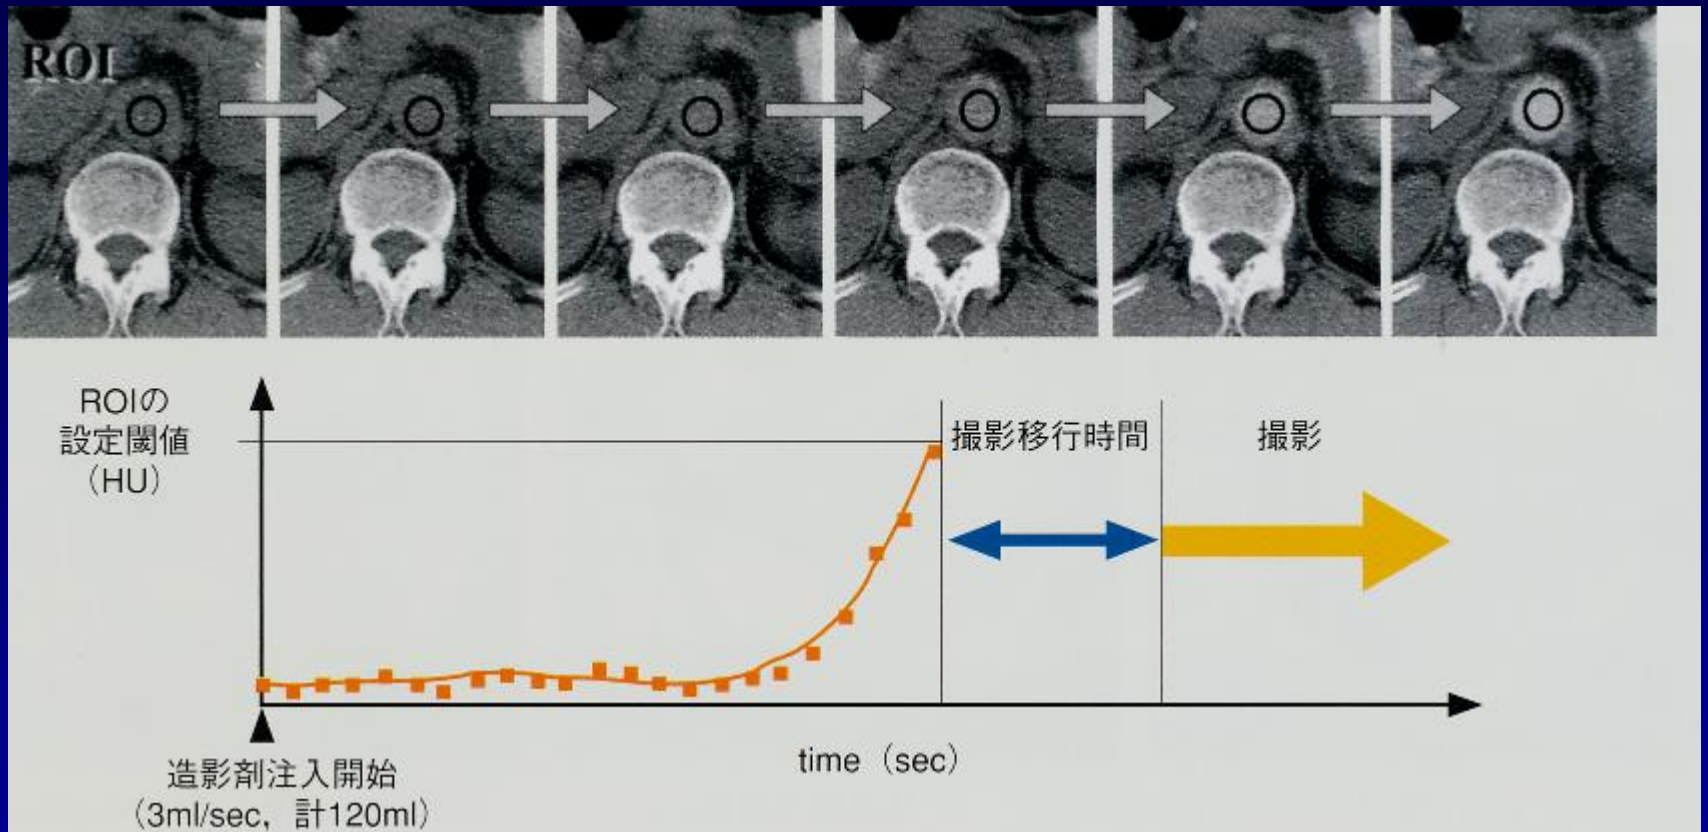 ROI
ROIの
設定閾値
（HU）
撮影移行時間
撮影
time（sec）
造影剤注入開始
（3ml/sec，計120ml）